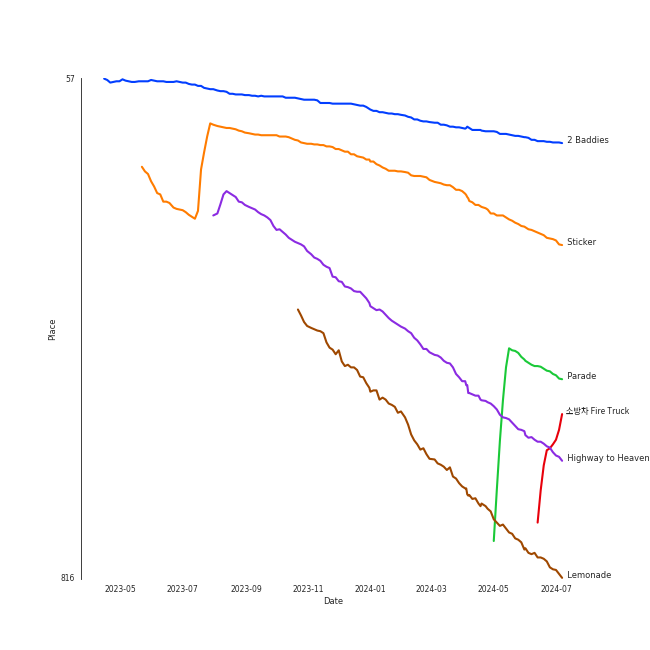 57
2 Baddies
Sticker
Place
Parade
소방차 Fire Truck
Highway to Heaven
816
Lemonade
2023-05 2023-07 2023-09 2023-11 2024-01 2024-03 2024-05 2024-07
Date